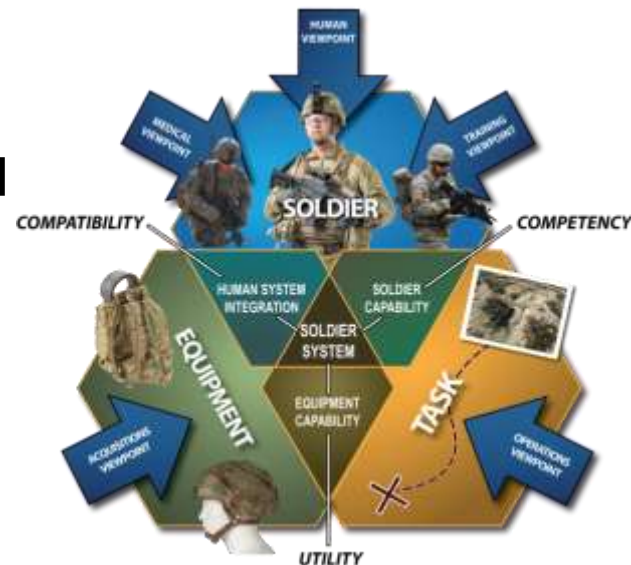 HUMAN
VIEWPOINT
MEDICAL
VIEWPOINT
TRAINING
VIEWPOINT
SOLDIER
COMPATIBILITY
COMPETENCY
HUMAN SYSTEM
INTEGRATION
SOLDIER
CAPABILITY
SOLDIER
SYSTEM
EQUIPMENT
EQUIPMENT
CAPABILITY
TASK
ACQUISITIONS
VIEWPOINT
OPERATIONS
VIEWPOINT
UTILITY